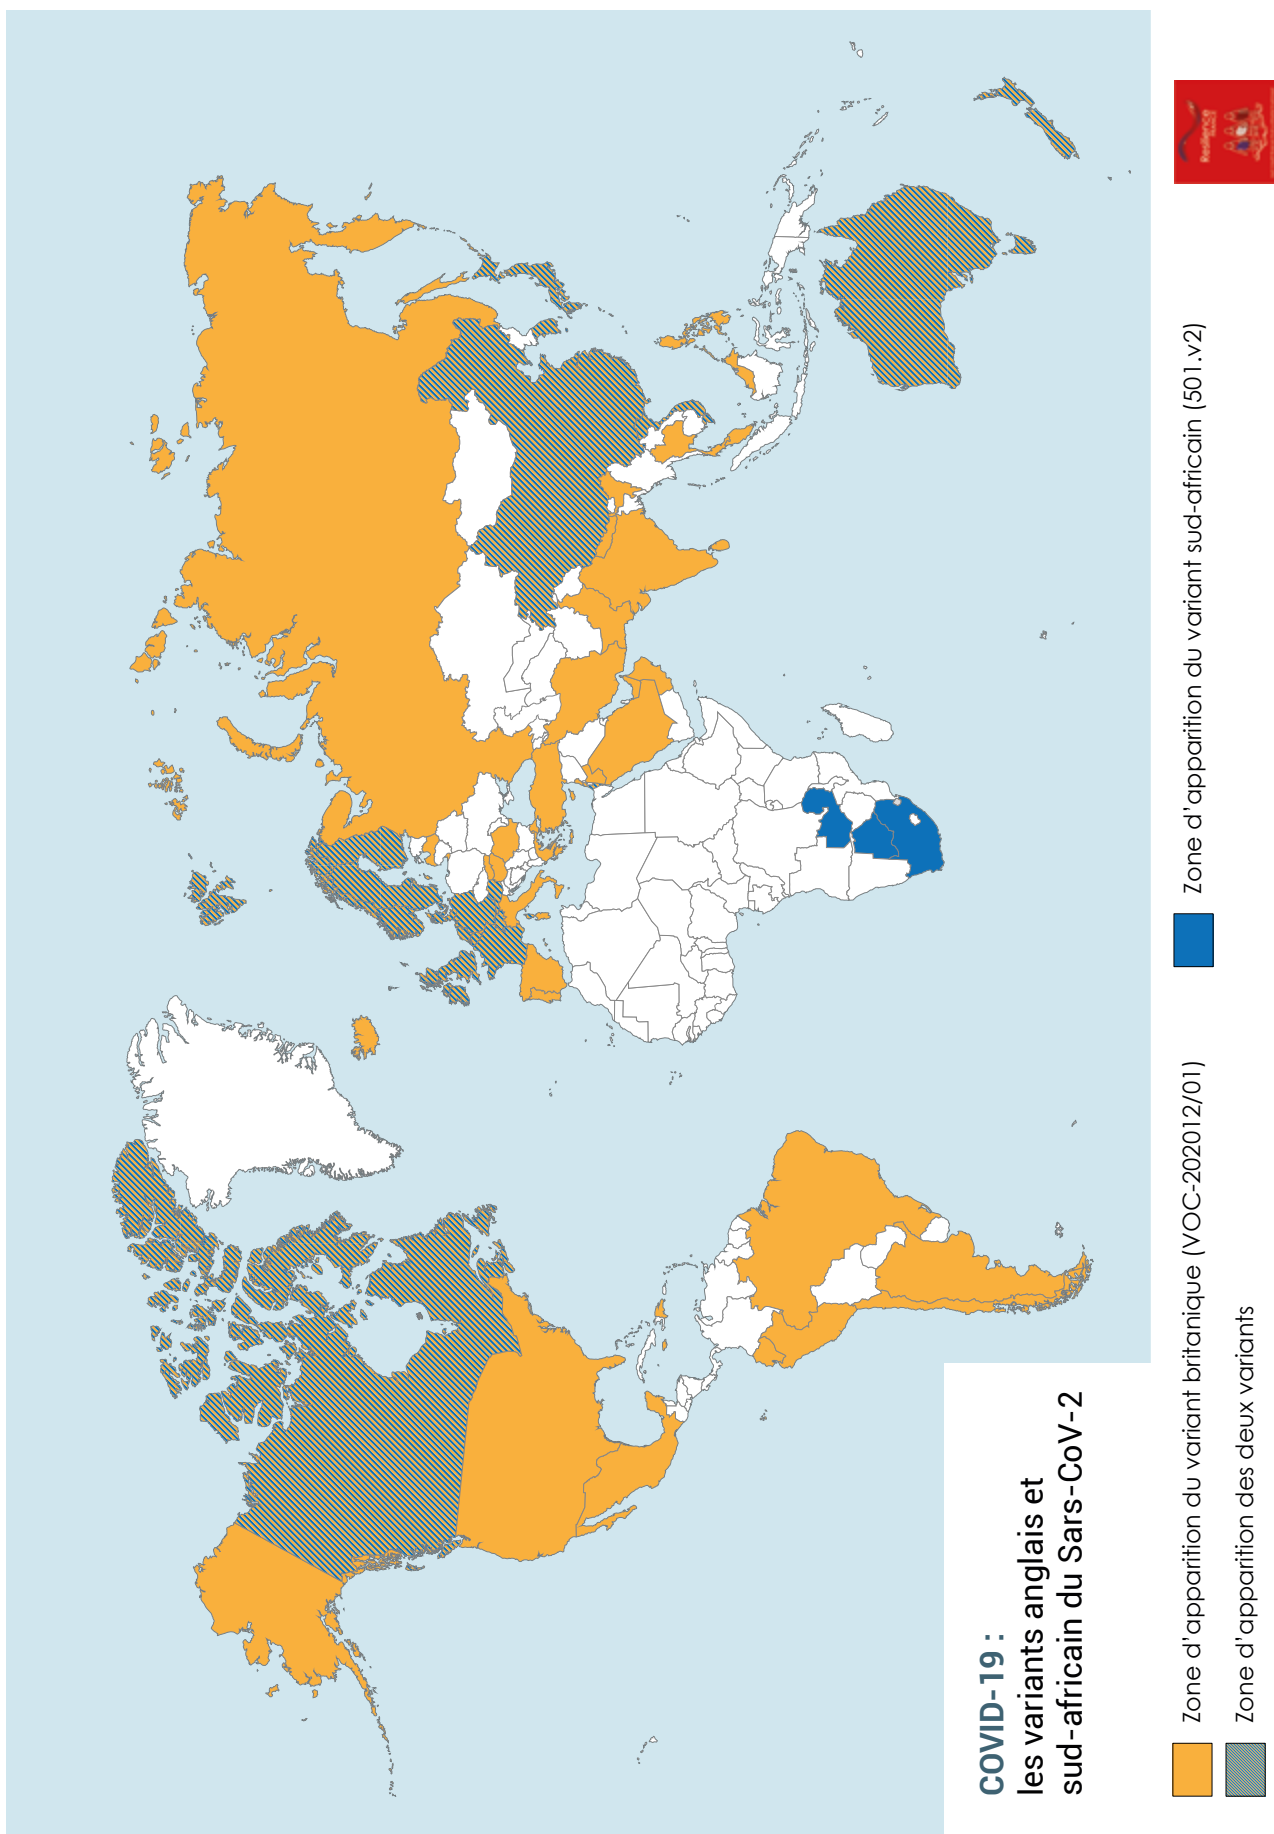 COVID-19 :
les variants anglais et
sud-africain du Sars-CoV-2
Zone d'apparition du variant britanique (VOC-202012/01)
Zone d'apparition des deux variants
Zone d'apparition du variant sud-africain (501.v2)
Resilience